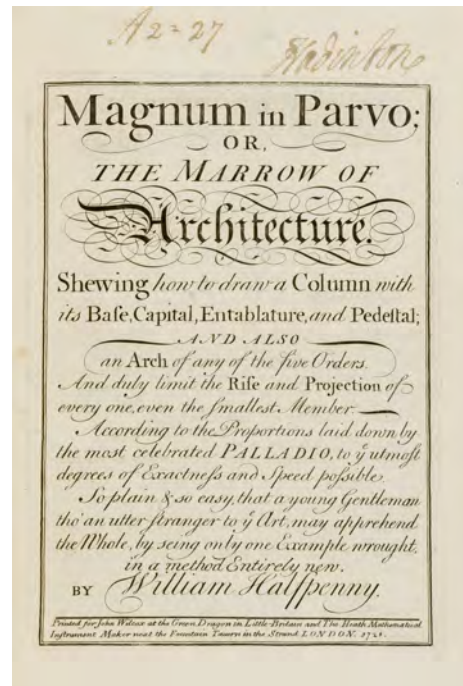 A 2 = 27
Hadinton
Magnum in Parvo;
OR,
THE MARROW OF
Architecture.
Shewing how to draw a Column with
its Baſe, Capital, Entablature, and Pedeſtal;
AND ALSO
an Arch of any of the five Orders.
And duly limit the Riſe and Projection of
every one, even the ſmallest Member.
According to the Proportions laid down by
the most celebrated PALLADIO, to ẙ utmoſt
degrees of Exactneſs and Speed poſsible.
So plain & so easy, that a young Gentleman
tho' an utter ſtranger to ẙ Art, may apprehend
the Whole, by seing only one Example wrought,
in a method Entirely new.
BY William Halfpenny.
Printed for John Wilcox at the Green Dragon in Little-Britain and Tho. Heath Mathematical
Inſtrument Maker next the Fountain Tavern in the Strand LONDON.